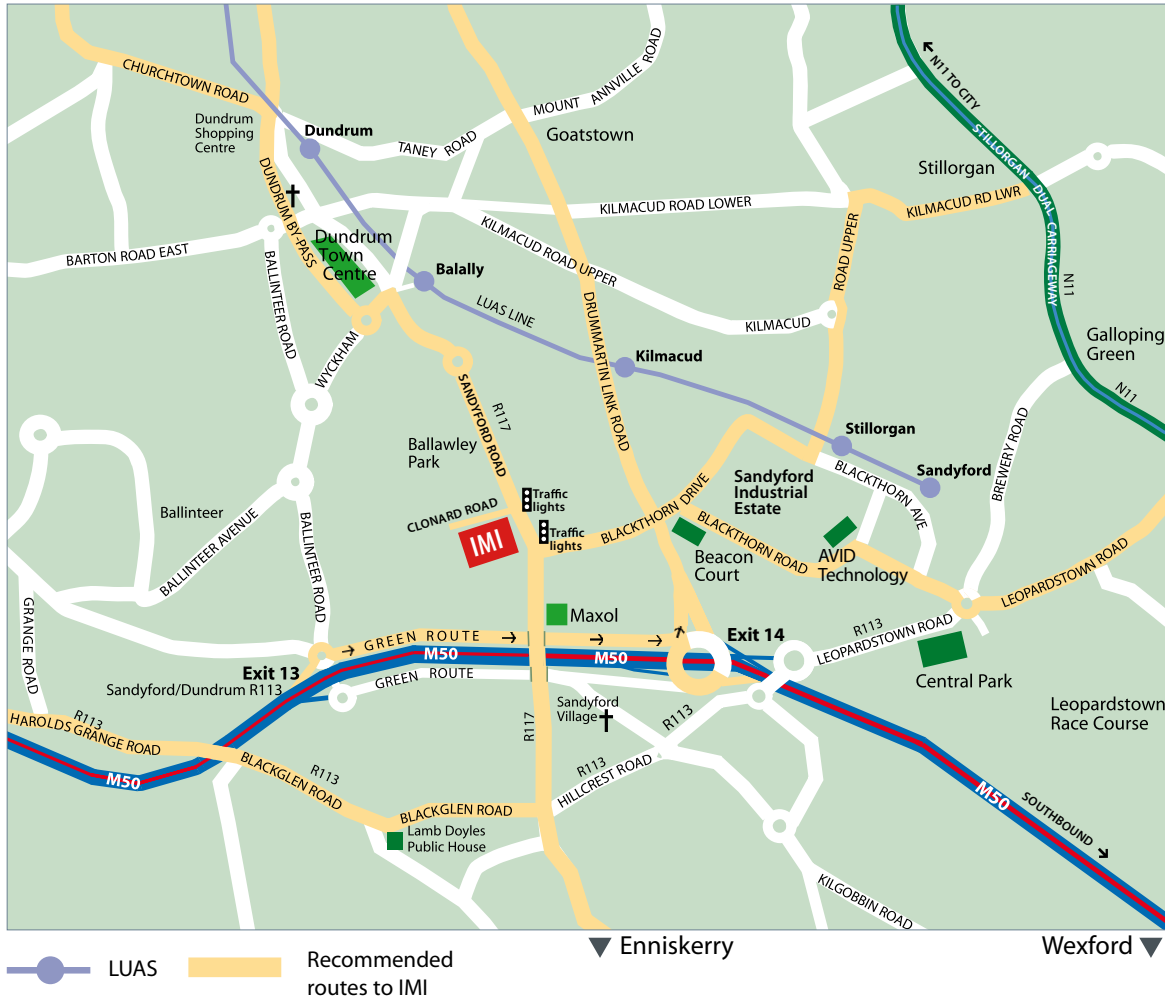 CHURCHTOWN ROAD
Dundrum
Shopping
Centre
Dundrum
TANEY ROAD
MOUNT ANNVILLE ROAD
Goatstown
N11 TO CITY
STILLORGAN DUAL CARRIAGEWAY
Stillorgan
KILMACUD RD LWR
KILMACUD ROAD LOWER
DUNDRUM BY-PASS
BARTON ROAD EAST
Dundrum
Town
Centre
Balally
KILMACUD ROAD UPPER
ROAD UPPER
N11
BALLINTEER ROAD
LUAS LINE
DRUMMARTIN LINK ROAD
KILMACUD
Galloping
Green
WYCKHAM
Kilmacud
N11
SANDYFORD ROAD
R117
Ballawley
Park
Stillorgan
Sandyford
BREWERY ROAD
BLACKTHORN AVE
Sandyford
Industrial
Estate
Ballinteer
BALLINTEER AVENUE
BALLINTEER ROAD
CLONARD ROAD
Traffic
lights
Traffic
lights
IMI
BLACKTHORN DRIVE
BLACKTHORN ROAD
Beacon
Court
AVID
Technology
LEOPARDSTOWN ROAD
GRANGE ROAD
Maxol
GREEN ROUTE
Exit 14
R113
LEOPARDSTOWN ROAD
M50
M50
Exit 13
Sandyford/Dundrum R113
GREEN ROUTE
Central Park
Sandyford
Village
R113
R117
Leopardstown
Race Course
R113
HAROLDS GRANGE ROAD
M50
R113
BLACKGLEN ROAD
R113
HILLCREST ROAD
BLACKGLEN ROAD
M50
SOUTHBOUND
Lamb Doyles
Public House
KILGOBBIN ROAD
Enniskerry
Wexford
LUAS
Recommended
routes to IMI